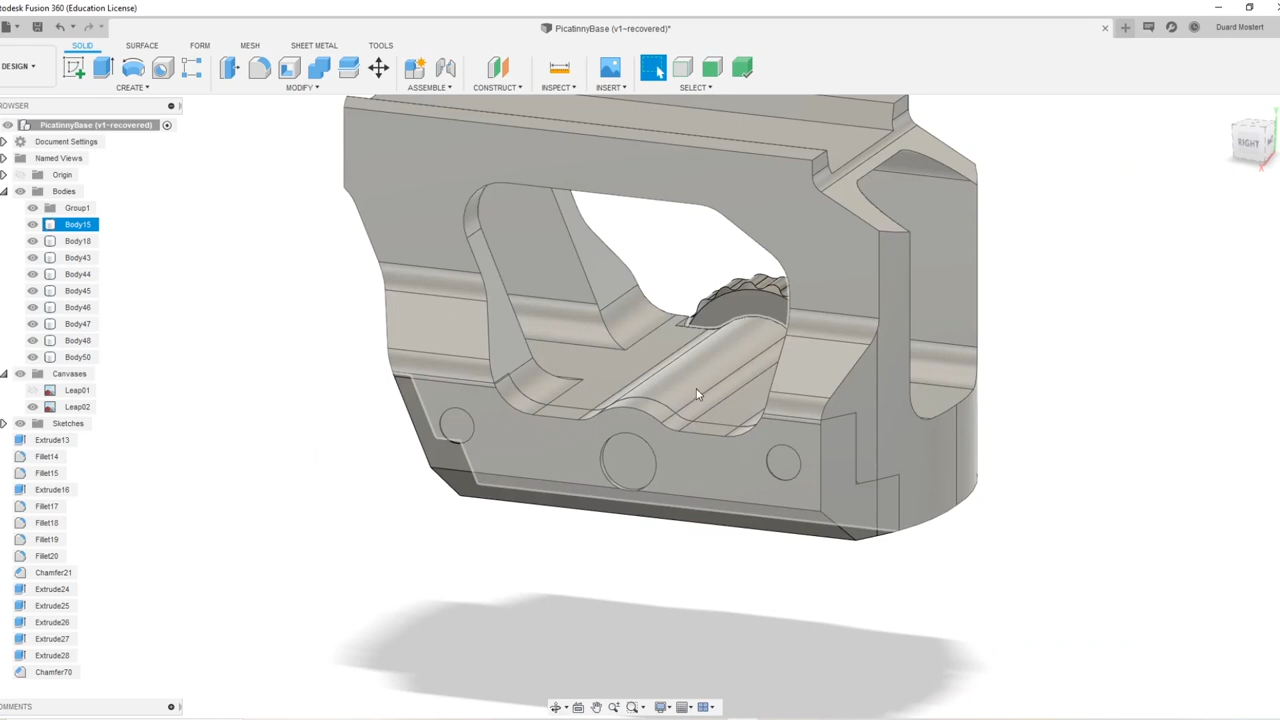 Autodesk Fusion 360 (Education License)
PicatinnyBase (v1~recovered)*
Duard Mostert
SOLID SURFACE FORM MESH SHEET METAL TOOLS
DESIGN
CREATE MODIFY ASSEMBLE CONSTRUCT INSPECT INSERT SELECT
BROWSER
PicatinnyBase (v1~recovered)
Document Settings
Named Views
Origin
Bodies
Group1
Body15
Body18
Body43
Body44
Body45
Body46
Body47
Body48
Body50
Canvases
Leap01
Leap02
Sketches
Extrude13
Fillet14
Fillet15
Extrude16
Fillet17
Fillet18
Fillet19
Fillet20
Chamfer21
Extrude24
Extrude25
Extrude26
Extrude27
Extrude28
Chamfer70
COMMENTS
RIGHT
Y
X